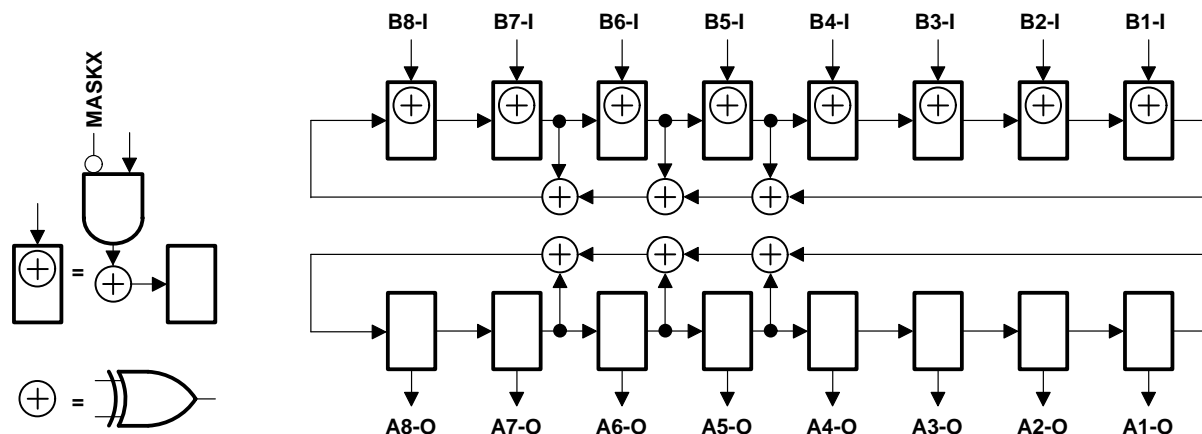 B8-I B7-I B6-I B5-I B4-I B3-I B2-I B1-I
MASKX
=
=
A8-O A7-O A6-O A5-O A4-O A3-O A2-O A1-O